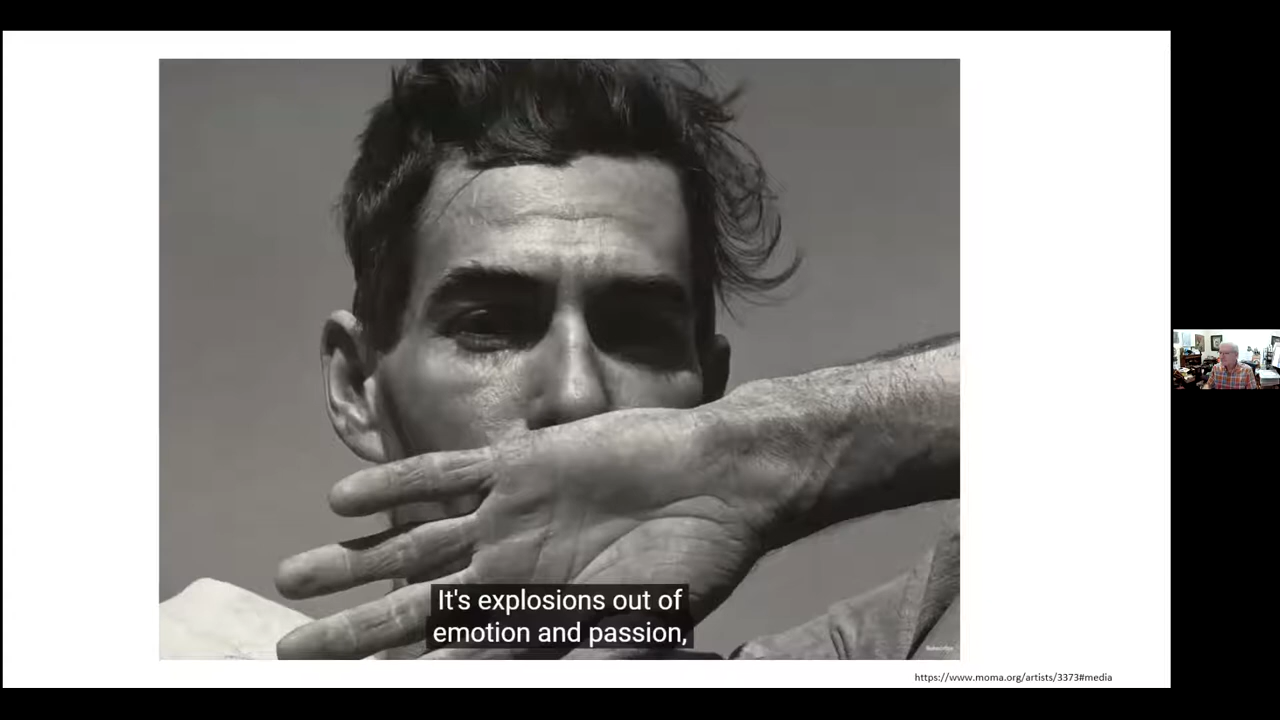 It's explosions out of
emotion and passion,
https://www.moma.org/artists/3373#media